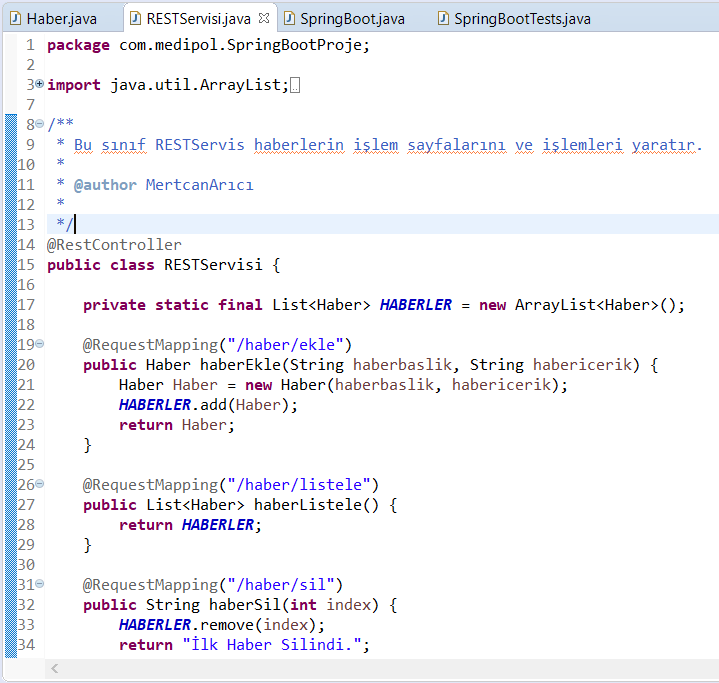 Haber.java RESTServisi.java SpringBoot.java SpringBootTests.java
1 package com.medipol.SpringBootProje;
2
3 import java.util.ArrayList;
7
8 /**
9  * Bu sınıf RESTServis haberlerin işlem sayfalarını ve işlemleri yaratır.
10  *
11  * @author MertcanArıcı
12  *
13  */
14 @RestController
15 public class RESTServisi {
16
17     private static final List<Haber> HABERLER = new ArrayList<Haber>();
18
19     @RequestMapping("/haber/ekle")
20     public Haber haberEkle(String haberbaslik, String habericerik) {
21         Haber Haber = new Haber(haberbaslik, habericerik);
22         HABERLER.add(Haber);
23         return Haber;
24     }
25
26     @RequestMapping("/haber/listele")
27     public List<Haber> haberListele() {
28         return HABERLER;
29     }
30
31     @RequestMapping("/haber/sil")
32     public String haberSil(int index) {
33         HABERLER.remove(index);
34         return "İlk Haber Silindi.";